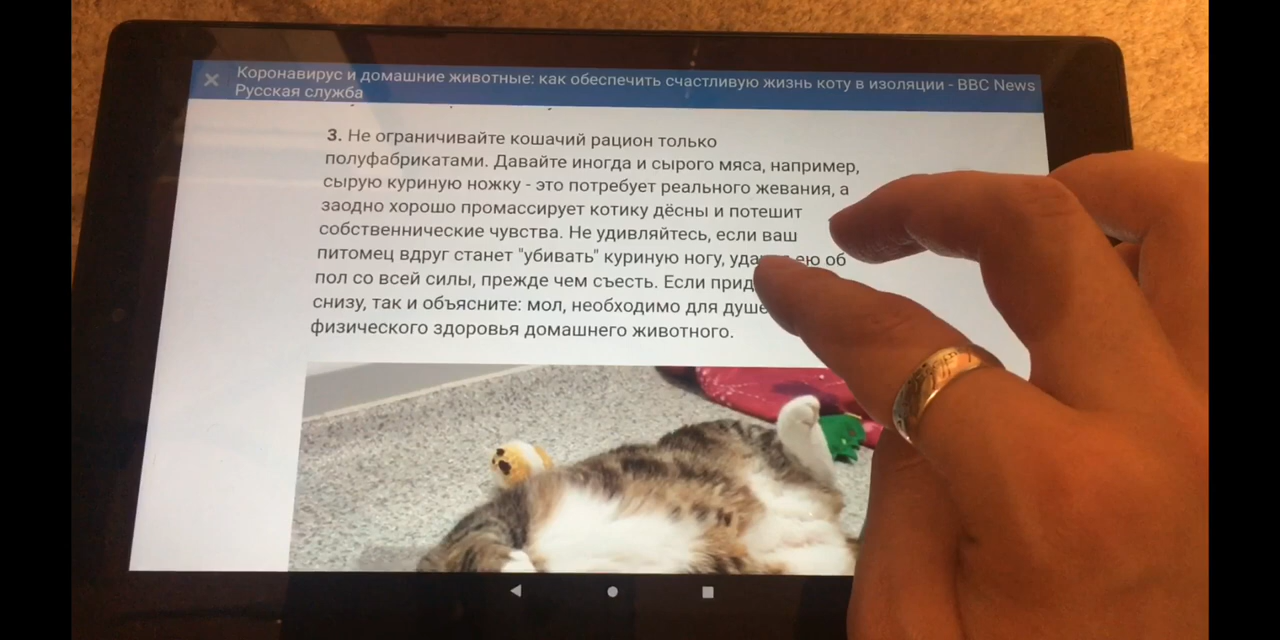 Коронавирус и домашние животные: как обеспечить счастливую жизнь коту в изоляции - BBC News
Русская служба
3. Не ограничивайте кошачий рацион только
полуфабрикатами. Давайте иногда и сырого мяса, например,
сырую куриную ножку - это потребует реального жевания, а
заодно хорошо промассирует котику дёсны и потешит
собственнические чувства. Не удивляйтесь, если ваш
питомец вдруг станет "убивать" куриную ногу, ею об
пол со всей силы, прежде чем съесть. Если
снизу, так и объясните: мол, необходимо для
физического здоровья домашнего животного.